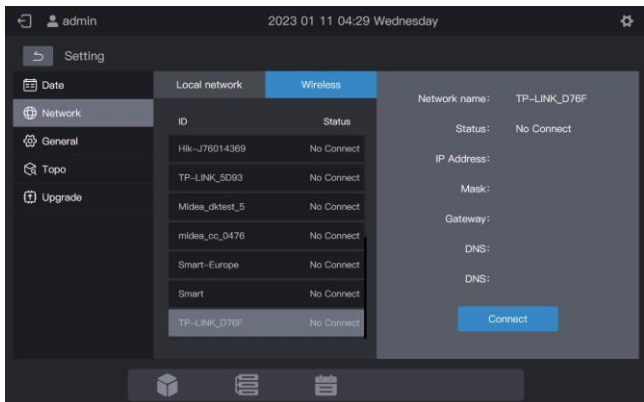 admin 2023 01 11 04:29 Wednesday
Setting
Date
Network
General
Topo
Upgrade
Local network Wireless
ID Status
Hik-J76014369 No Connect
TP-LINK_5D93 No Connect
Midea_dktest_5 No Connect
midea_cc_0476 No Connect
Smart-Europe No Connect
Smart No Connect
TP-LINK_D76F No Connect
Network name: TP-LINK_D76F
Status: No Connect
IP Address:
Mask:
Gateway:
DNS:
DNS:
Connect